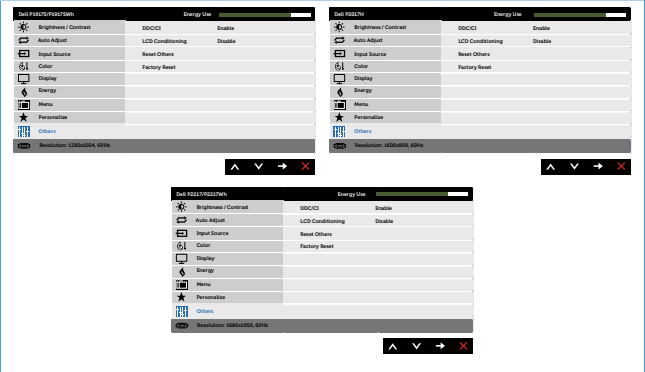 Dell P1917S/P1917SWh Energy Use
Brightness / Contrast DDC/CI Enable
Auto Adjust LCD Conditioning Disable
Input Source Reset Others
Color Factory Reset
Display
Energy
Menu
Personalize
Others
Resolution: 1280x1024, 60Hz
Dell P2017H Energy Use
Brightness / Contrast DDC/CI Enable
Auto Adjust LCD Conditioning Disable
Input Source Reset Others
Color Factory Reset
Display
Energy
Menu
Personalize
Others
Resolution: 1600x900, 60Hz
Dell P2217/P2217Wh Energy Use
Brightness / Contrast DDC/CI Enable
Auto Adjust LCD Conditioning Disable
Input Source Reset Others
Color Factory Reset
Display
Energy
Menu
Personalize
Others
Resolution: 1680x1050, 60Hz